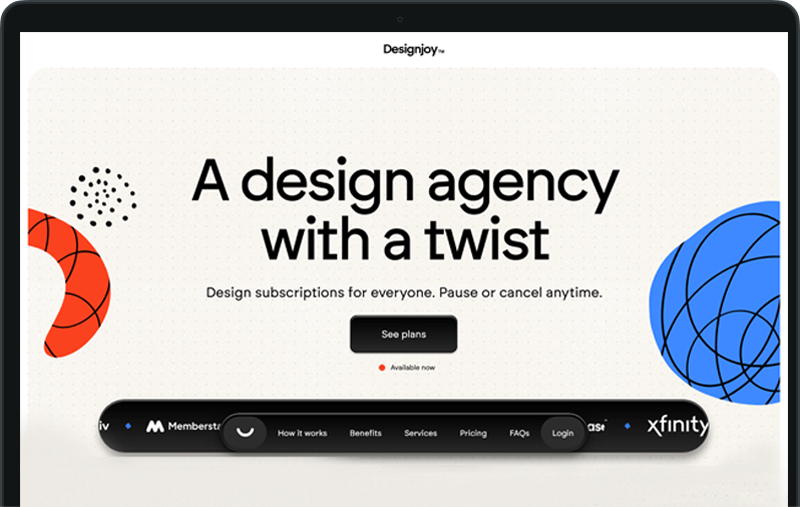 Designjoy™
A design agency
with a twist
Design subscriptions for everyone. Pause or cancel anytime.
See plans
Available now
iv
Membersta
How it works
Benefits
Services
Pricing
FAQs
Login
ase
xfinity